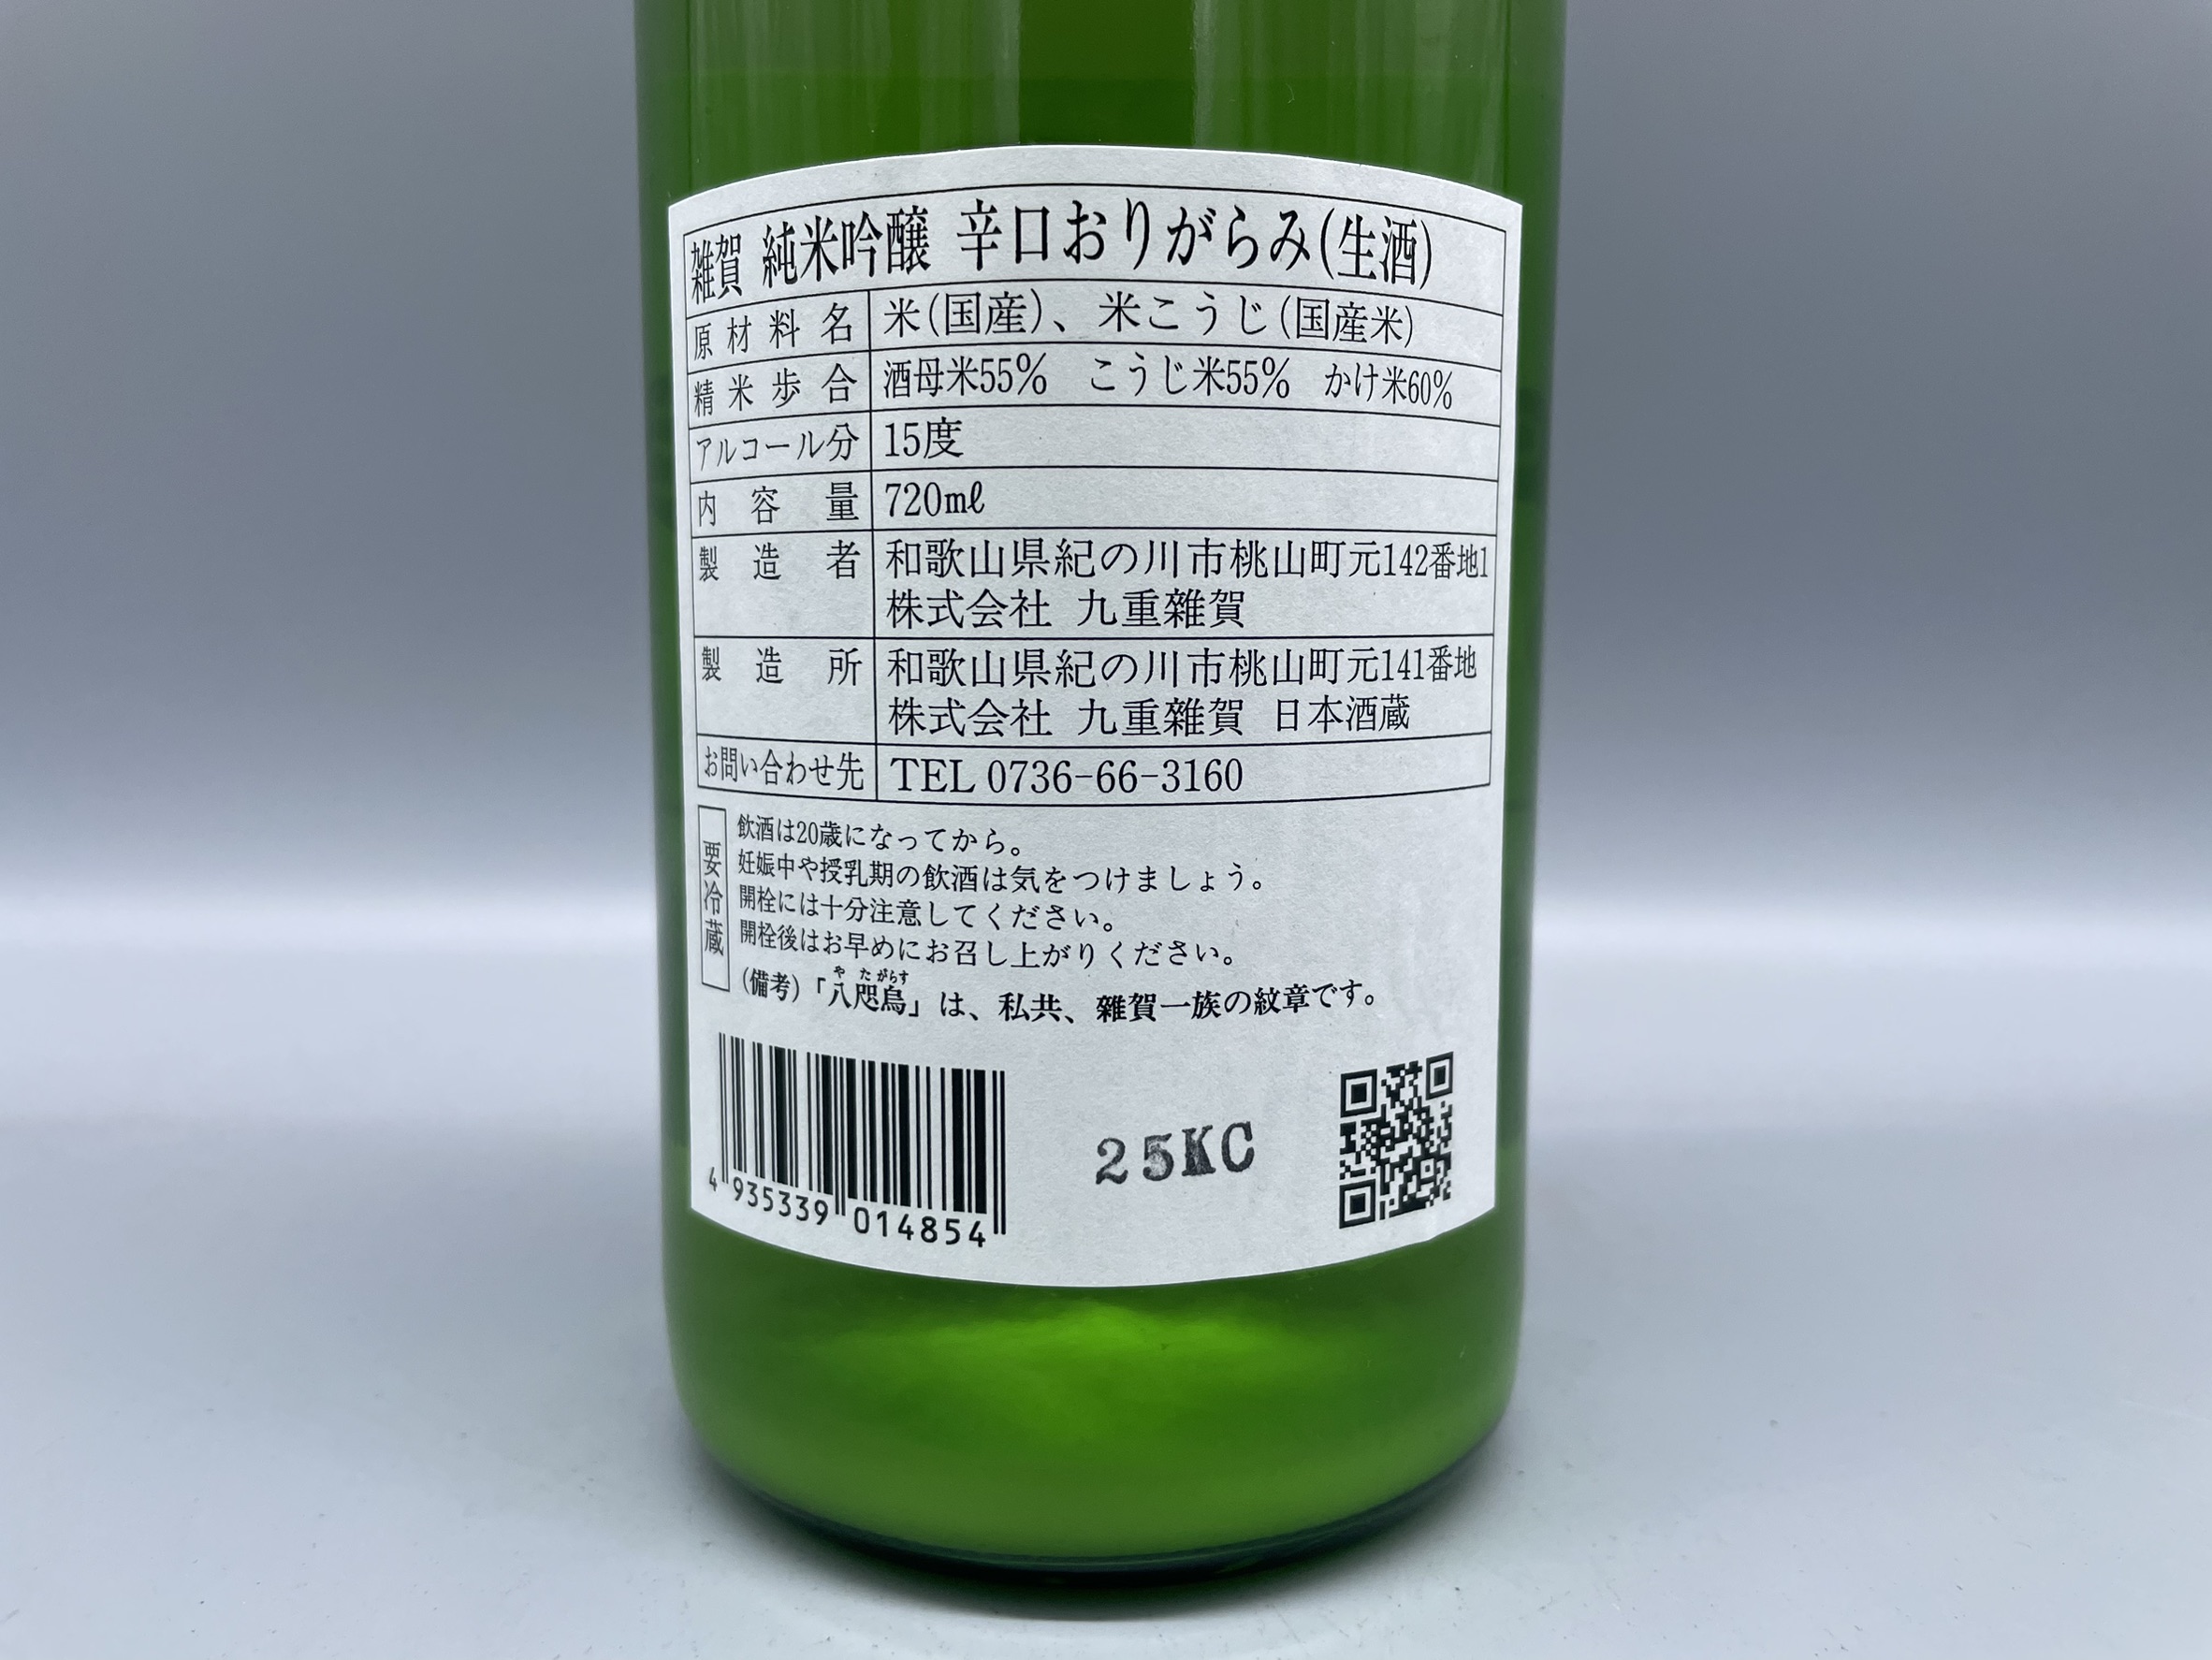 雑賀 純米吟醸 辛口おりがらみ(生酒)
原材料名 米(国産)、米こうじ(国産米)
精米歩合 酒母米55% こうじ米55% かけ米60%
アルコール分 15度
内容量 720mℓ
製造者 和歌山県紀の川市桃山町元142番地1
株式会社 九重雜賀
製造所 和歌山県紀の川市桃山町元141番地
株式会社 九重雜賀 日本酒蔵
お問い合わせ先 TEL 0736-66-3160
要冷蔵
飲酒は20歳になってから。
妊娠中や授乳期の飲酒は気をつけましょう。
開栓には十分注意してください。
開栓後はお早めにお召し上がりください。
やたがらす
(備考)「八咫烏」は、私共、雜賀一族の紋章です。
25KC
4 935339 014854